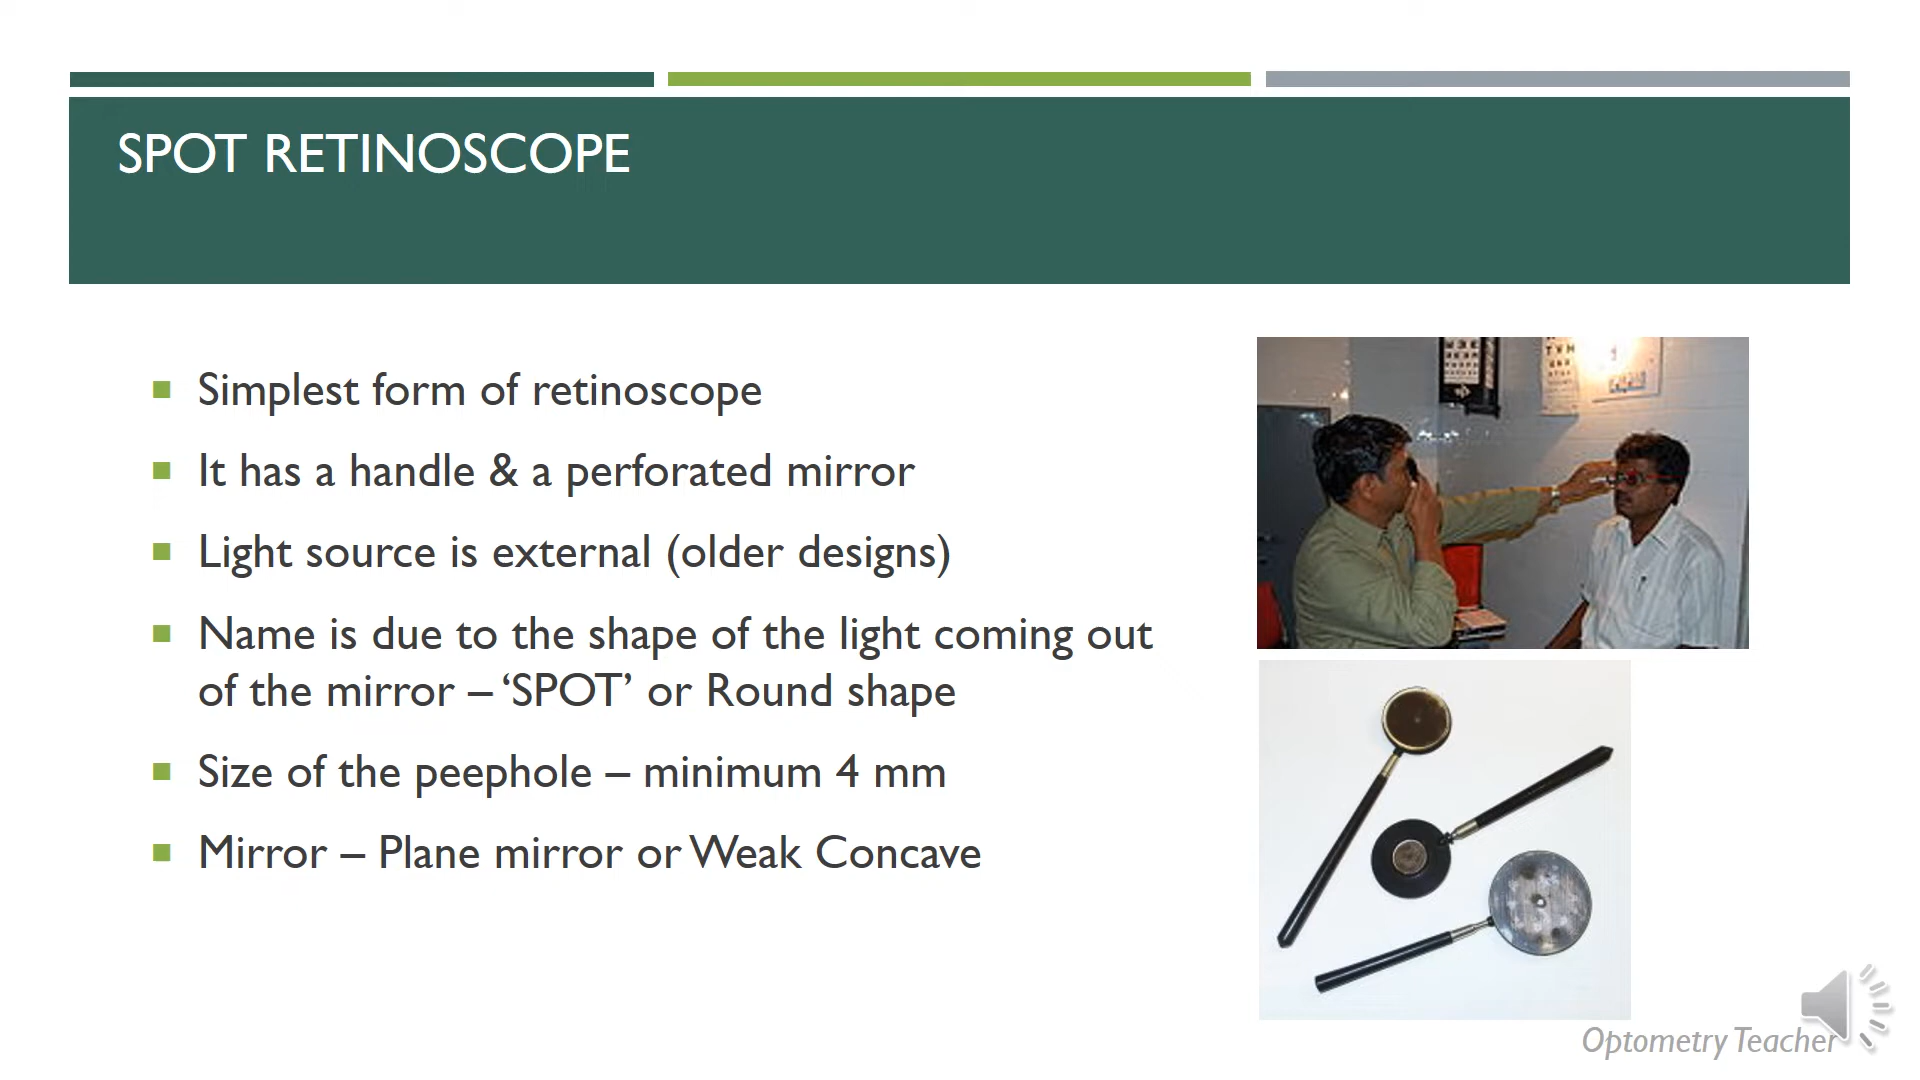 SPOT RETINOSCOPE
Simplest form of retinoscope
It has a handle & a perforated mirror
Light source is external (older designs)
Name is due to the shape of the light coming out
of the mirror – ‘SPOT’ or Round shape
Size of the peephole – minimum 4 mm
Mirror – Plane mirror or Weak Concave
Optometry Teacher